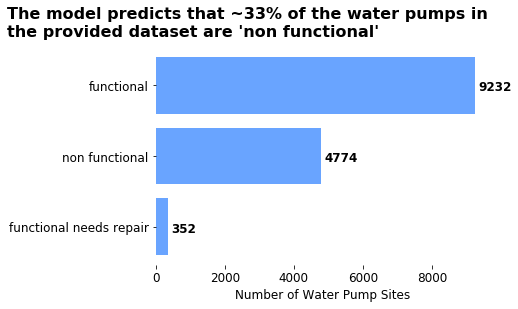 The model predicts that ~33% of the water pumps in
the provided dataset are 'non functional'
functional
9232
non functional
4774
functional needs repair
352
0 2000 4000 6000 8000
Number of Water Pump Sites